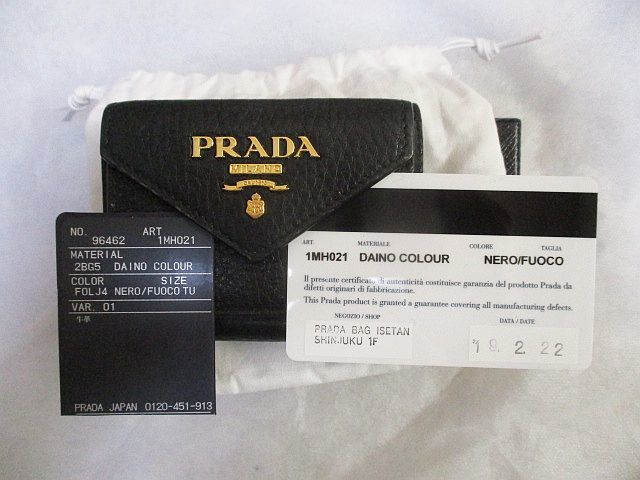 PRADA
MILANO
NO. 96462 ART 1MH021
MATERIAL
2BG5 DAINO COLOUR
COLOR SIZE
FOLJ4 NERO/FUOCO TU
VAR. 01
牛革
PRADA JAPAN 0120-451-913
ART. MATERIALE COLORE TAGLIA
1MH021 DAINO COLOUR NERO/FUOCO
Il presente certificato di autenticità costituisce garanzia del prodotto Prada da
difetti originari di fabbricazione.
This Prada product is granted a guarantee covering all manufacturing defects.
NEGOZIO / SHOP DATA / DATE
PRADA BAG ISETAN
SHINJUKU 1F
'19. 2. 22